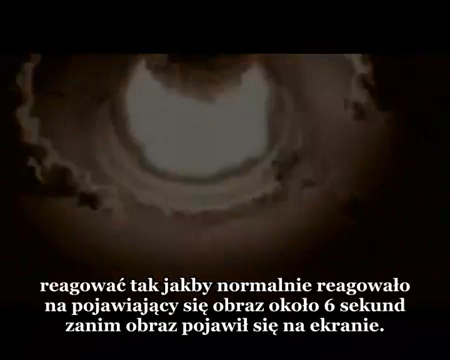 reagować tak jakby normalnie reagowało
na pojawiający się obraz około 6 sekund
zanim obraz pojawił się na ekranie.